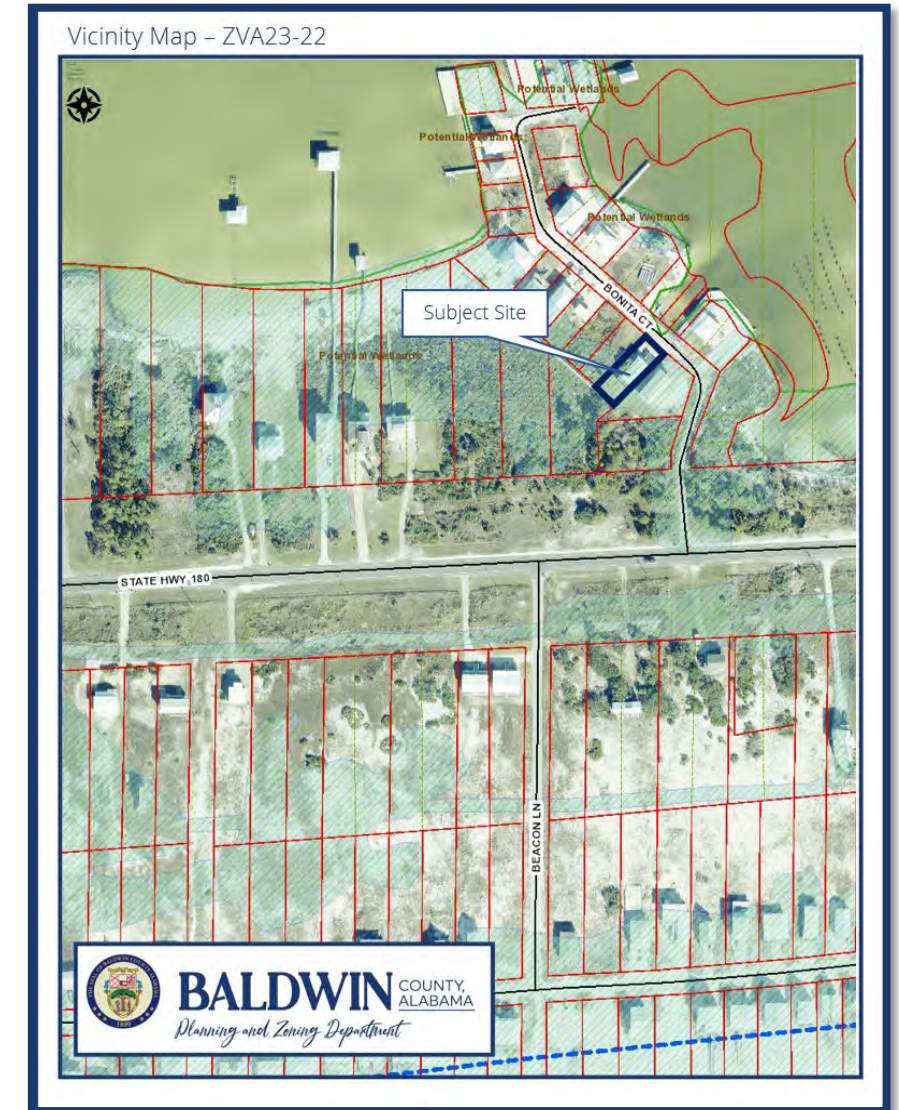 Vicinity Map – ZVA23-22
Potential Wetlands
Potential Wetlands
Potential Wetlands
BONITA CT
Subject Site
Potential Wetlands
STATE HWY 180
BEACON LN
BALDWIN COUNTY, ALABAMA
Planning and Zoning Department
1809